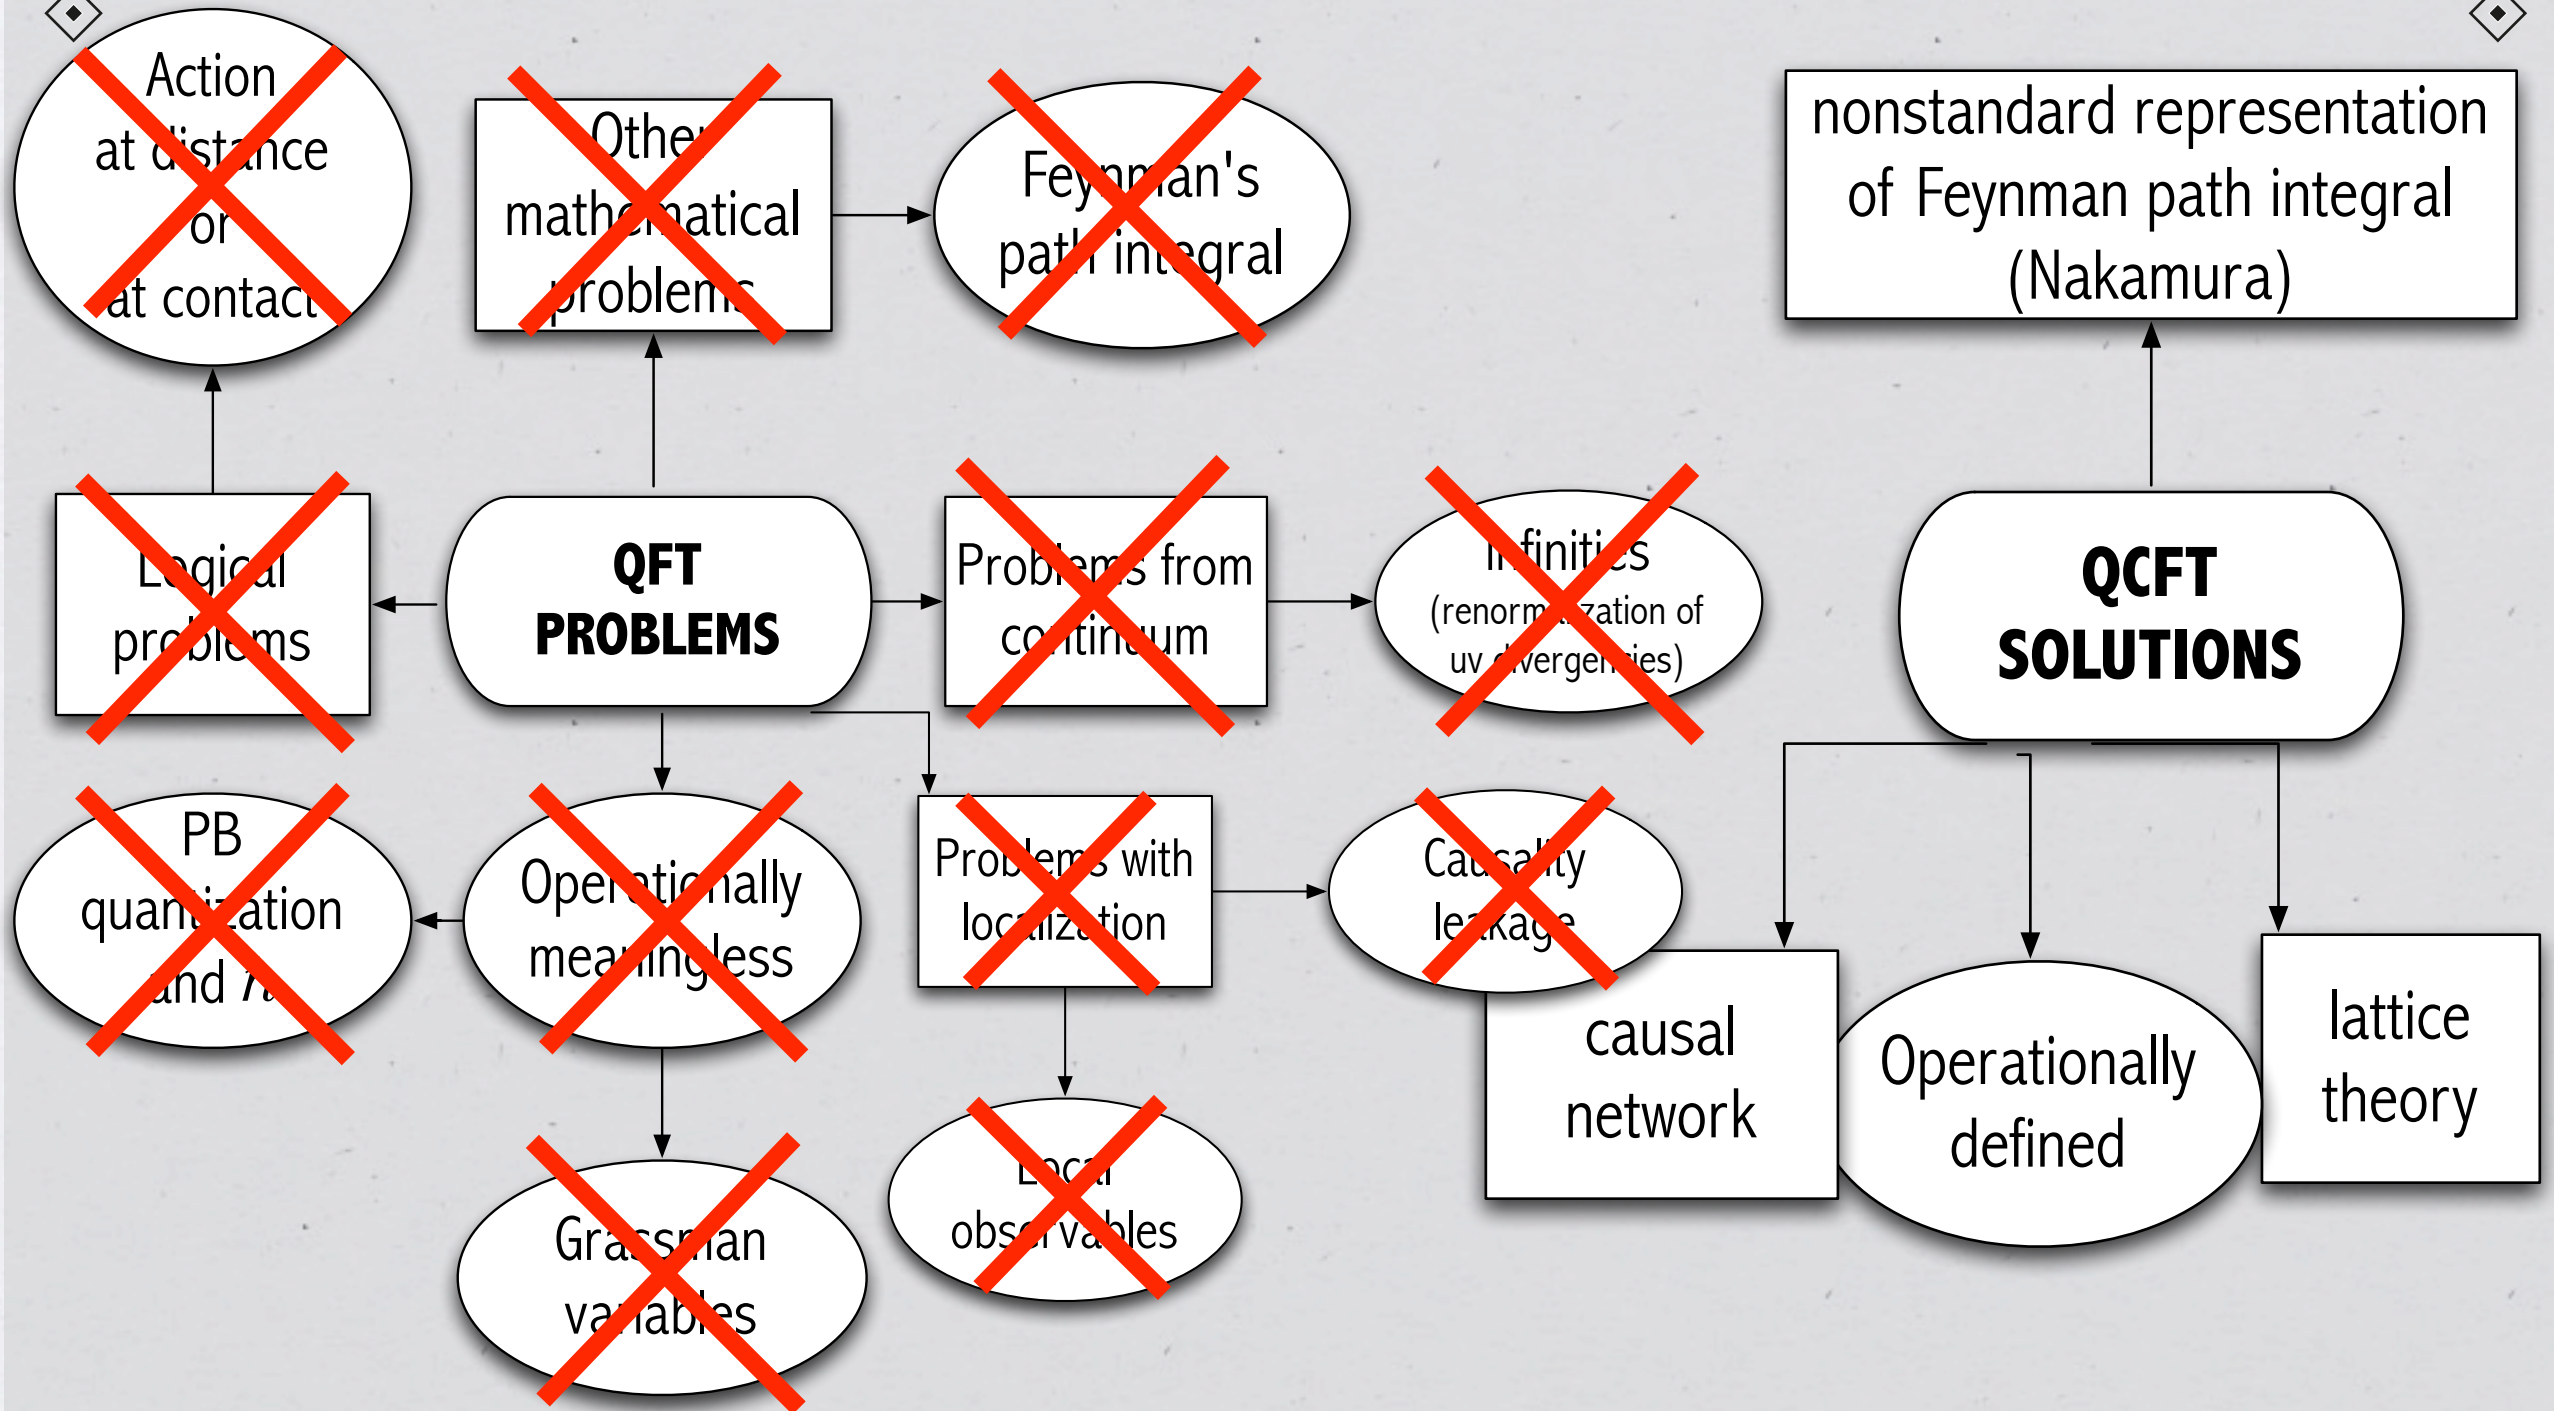 Action
at distance
or
at contact
Other
mathematical
problems
Feynman's
path integral
nonstandard representation
of Feynman path integral
(Nakamura)
Logical
problems
QFT
PROBLEMS
Problems from
continuum
Infinities
(renormalization of
uv divergencies)
QCFT
SOLUTIONS
PB
quantization
and
Operationally
meaningless
Problems with
localization
Causality
leakage
causal
network
Operationally
defined
lattice
theory
Grassman
variables
Local
observables